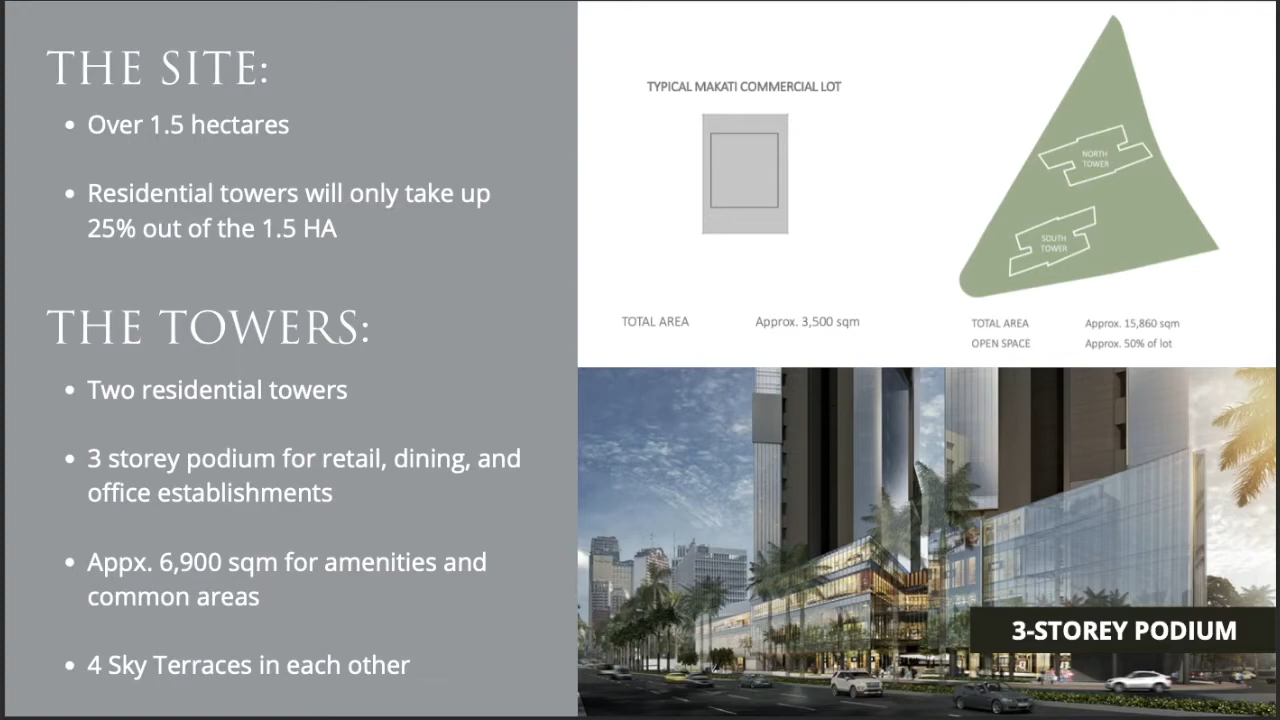 THE SITE:
• Over 1.5 hectares
• Residential towers will only take up
25% out of the 1.5 HA
THE TOWERS:
• Two residential towers
• 3 storey podium for retail, dining, and
office establishments
• Appx. 6,900 sqm for amenities and
common areas
• 4 Sky Terraces in each other
TYPICAL MAKATI COMMERCIAL LOT
TOTAL AREA Approx. 3,500 sqm
NORTH
TOWER
SOUTH
TOWER
TOTAL AREA Approx. 15,860 sqm
OPEN SPACE Approx. 50% of lot
3-STOREY PODIUM